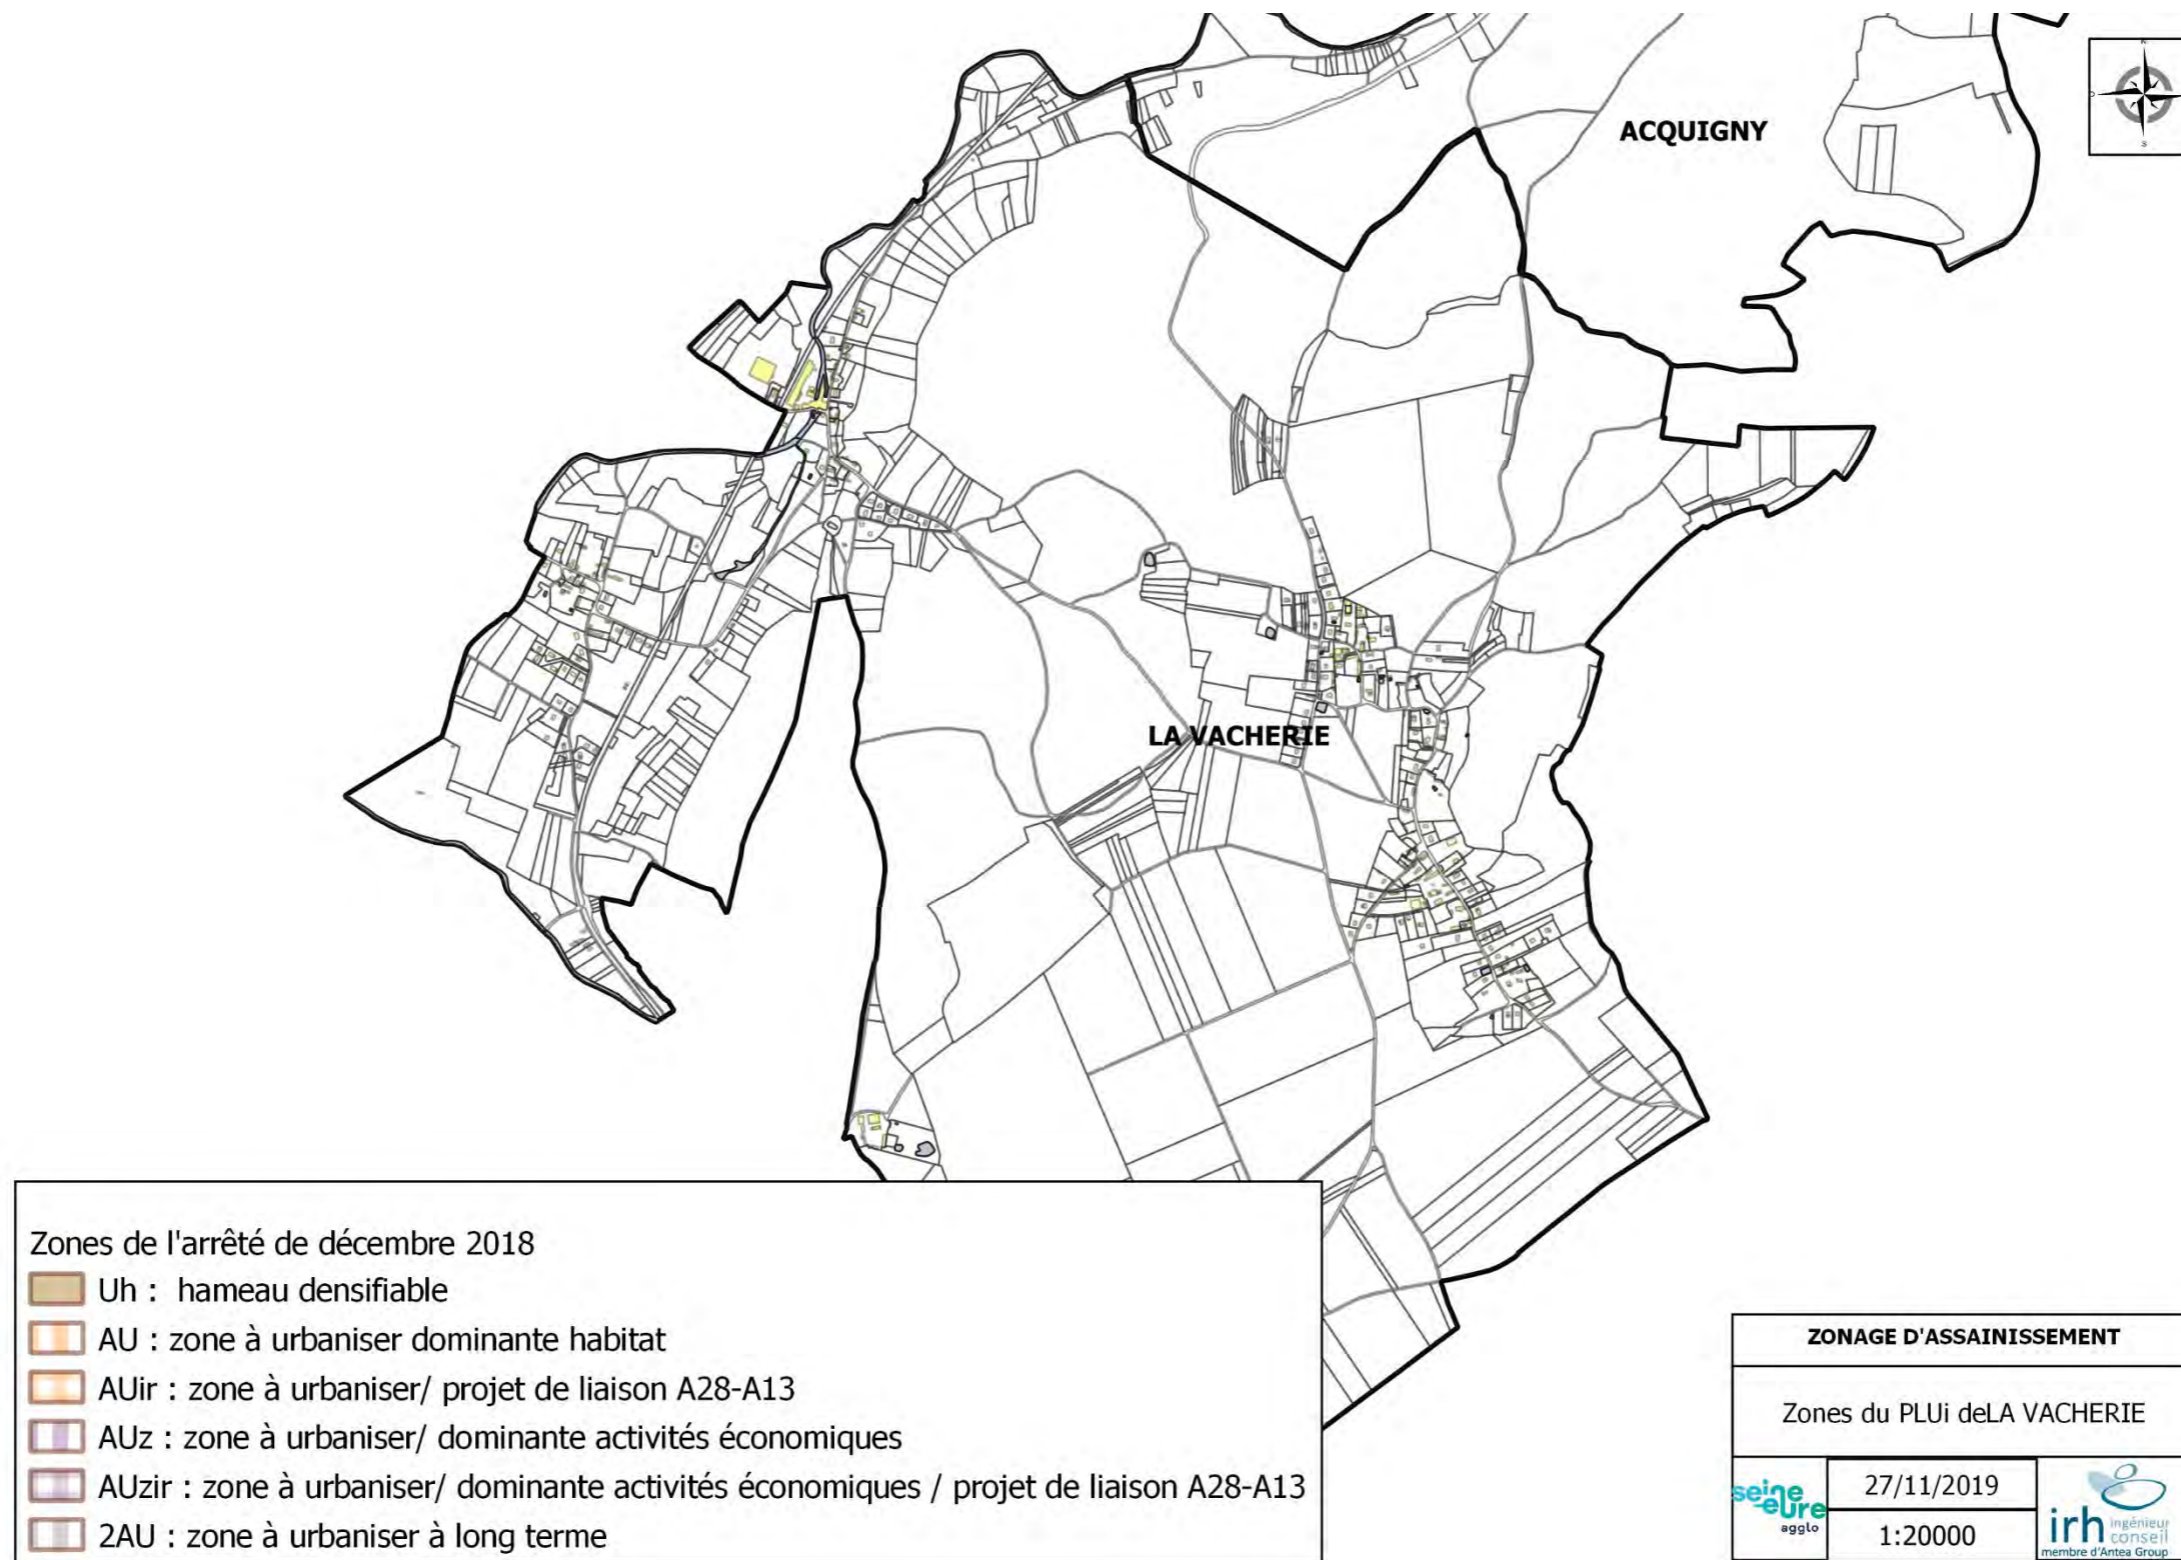 ACQUIGNY
N
O
S
LA VACHERIE
Zones de l'arrêté de décembre 2018
Uh : hameau densifiable
AU : zone à urbaniser dominante habitat
AUir : zone à urbaniser/ projet de liaison A28-A13
AUz : zone à urbaniser/ dominante activités économiques
AUzir : zone à urbaniser/ dominante activités économiques / projet de liaison A28-A13
2AU : zone à urbaniser à long terme
ZONAGE D'ASSAINISSEMENT
Zones du PLUi deLA VACHERIE
seine
eure
agglo
27/11/2019
1:20000
irh ingénieur
conseil
membre d'Antea Group